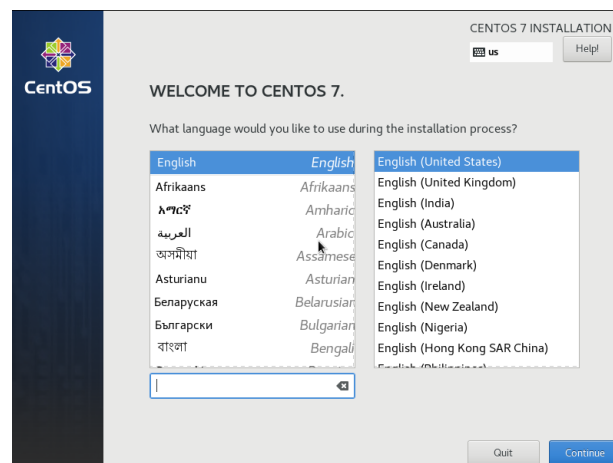 CENTOS 7 INSTALLATION
us
Help!
CentOS
WELCOME TO CENTOS 7.
What language would you like to use during the installation process?
English English
Afrikaans Afrikaans
አማርኛ Amharic
العربية Arabic
অসমীয়া Assamese
Asturianu Asturian
Беларуская Belarusian
Български Bulgarian
বাংলা Bengali
English (United States)
English (United Kingdom)
English (India)
English (Australia)
English (Canada)
English (Denmark)
English (Ireland)
English (New Zealand)
English (Nigeria)
English (Hong Kong SAR China)
English (Philippines)
Quit
Continue